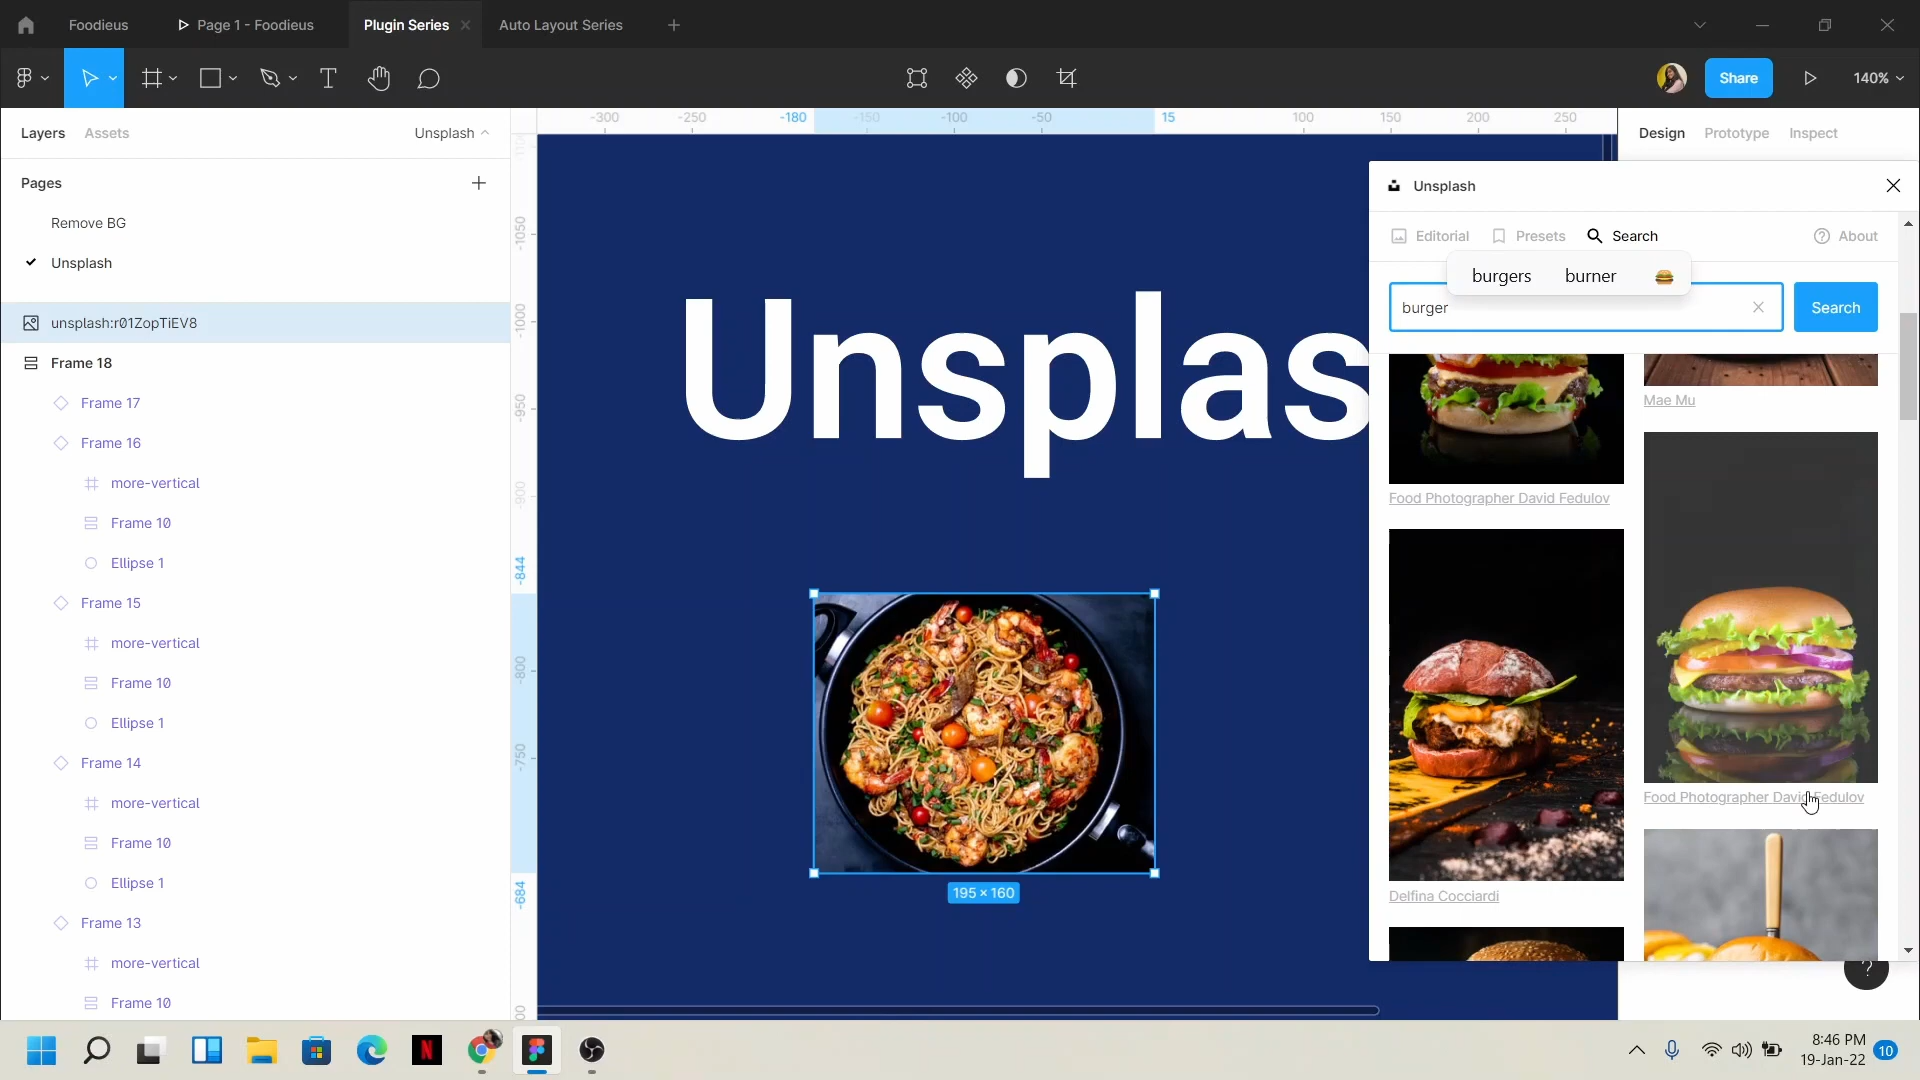 Foodieus
Page 1 - Foodieus
Plugin Series
Auto Layout Series
Share
140%
Layers
Assets
Unsplash
Pages
Remove BG
Unsplash
unsplash:r01ZopTiEV8
Frame 18
Frame 17
Frame 16
more-vertical
Frame 10
Ellipse 1
Frame 15
more-vertical
Frame 10
Ellipse 1
Frame 14
more-vertical
Frame 10
Ellipse 1
Frame 13
more-vertical
Frame 10
-300
-250
-180
-150
-100
-50
15
100
150
200
250
-1050
-1000
-950
-900
-844
-800
-750
-684
Unsplas
195 × 160
Design
Prototype
Inspect
Unsplash
Editorial
Presets
Search
About
burgers
burner
burger
Search
Mae Mu
Food Photographer David Fedulov
Food Photographer David Fedulov
Delfina Cocciardi
?
N
8:46 PM
19-Jan-22
10